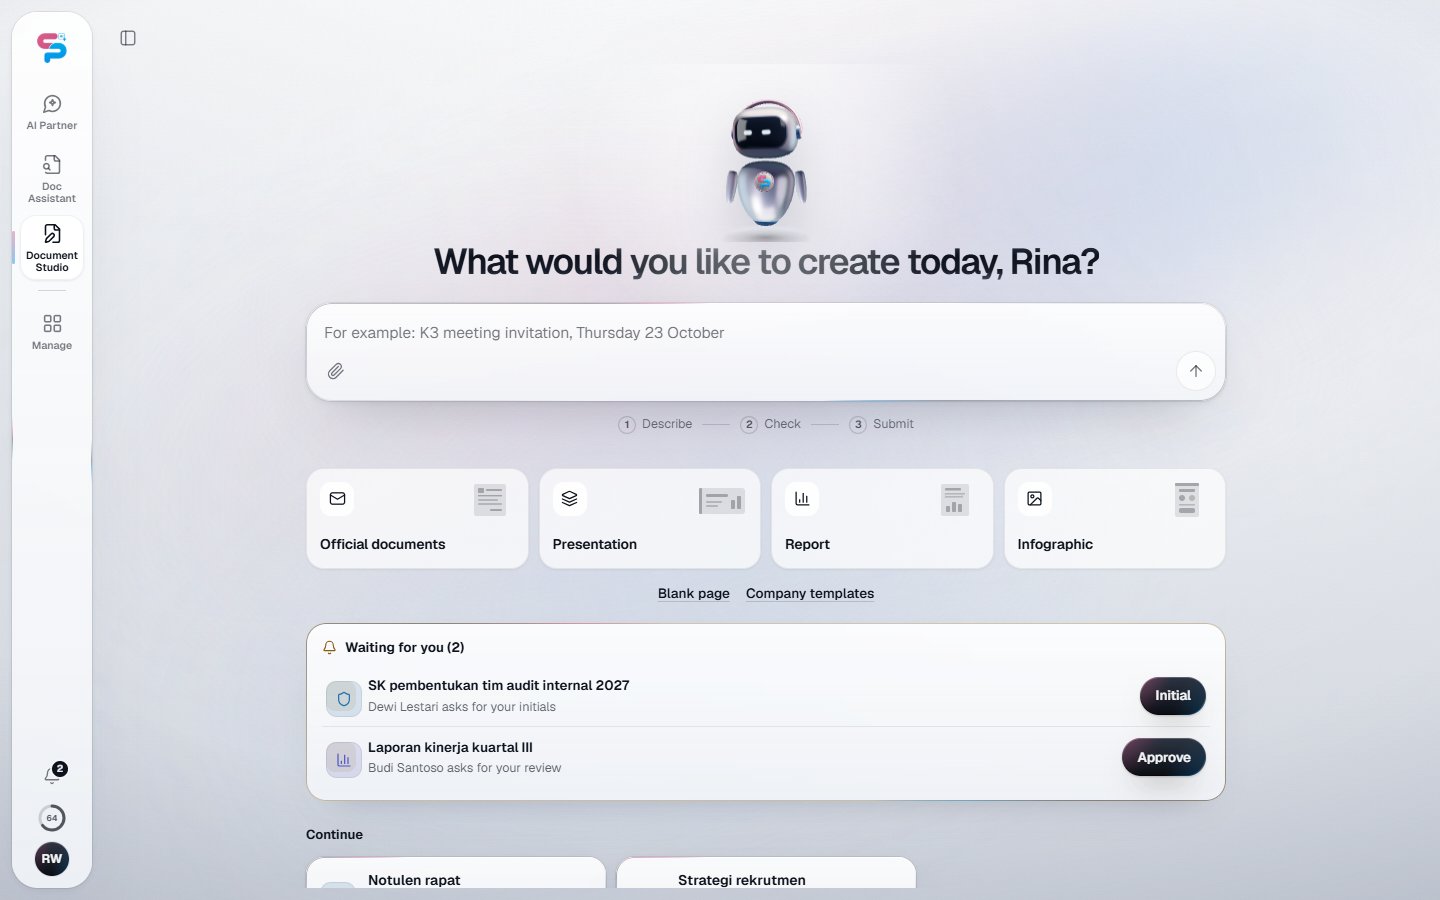 AI Partner
Doc
Assistant
Document
Studio
Manage
2
64
RW
What would you like to create today, Rina?
For example: K3 meeting invitation, Thursday 23 October
1 Describe 2 Check 3 Submit
Official documents
Presentation
Report
Infographic
Blank page Company templates
Waiting for you (2)
SK pembentukan tim audit internal 2027
Dewi Lestari asks for your initials
Initial
Laporan kinerja kuartal III
Budi Santoso asks for your review
Approve
Continue
Notulen rapat
Strategi rekrutmen